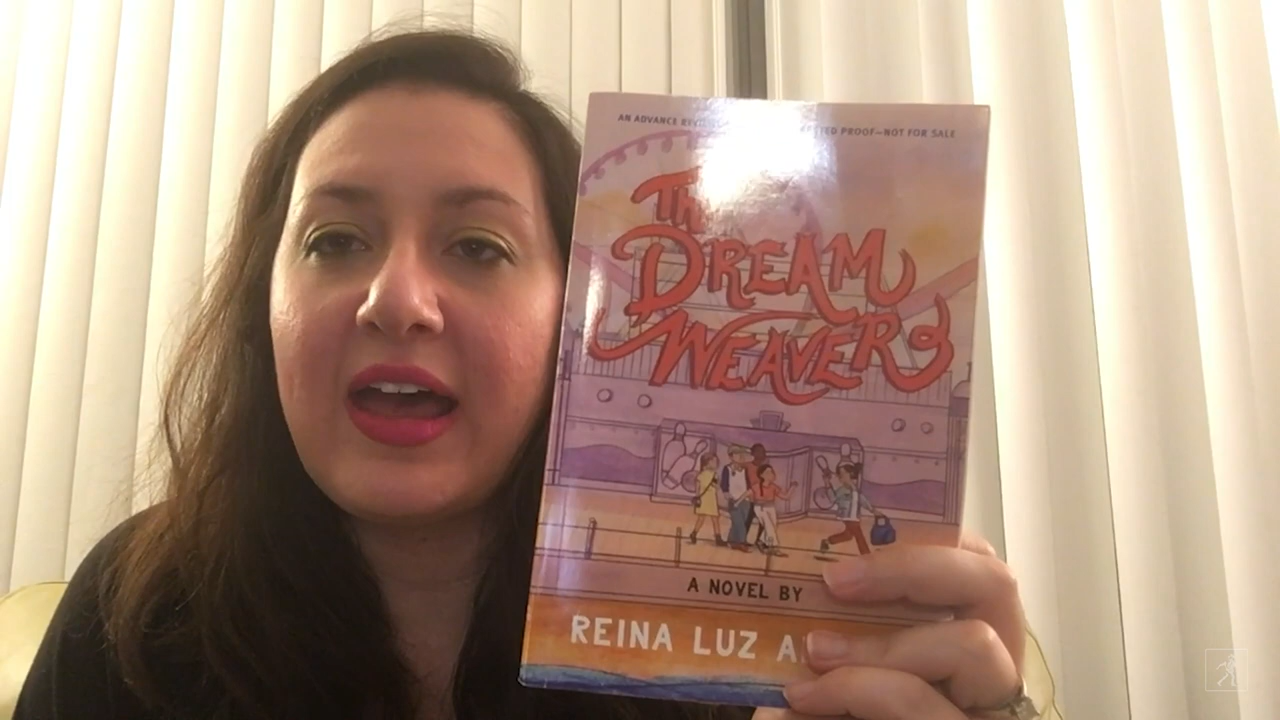 AN ADVANCE PROOF—NOT FOR SALE
THE
DREAM
WEAVER
A NOVEL BY
REINA LUZ